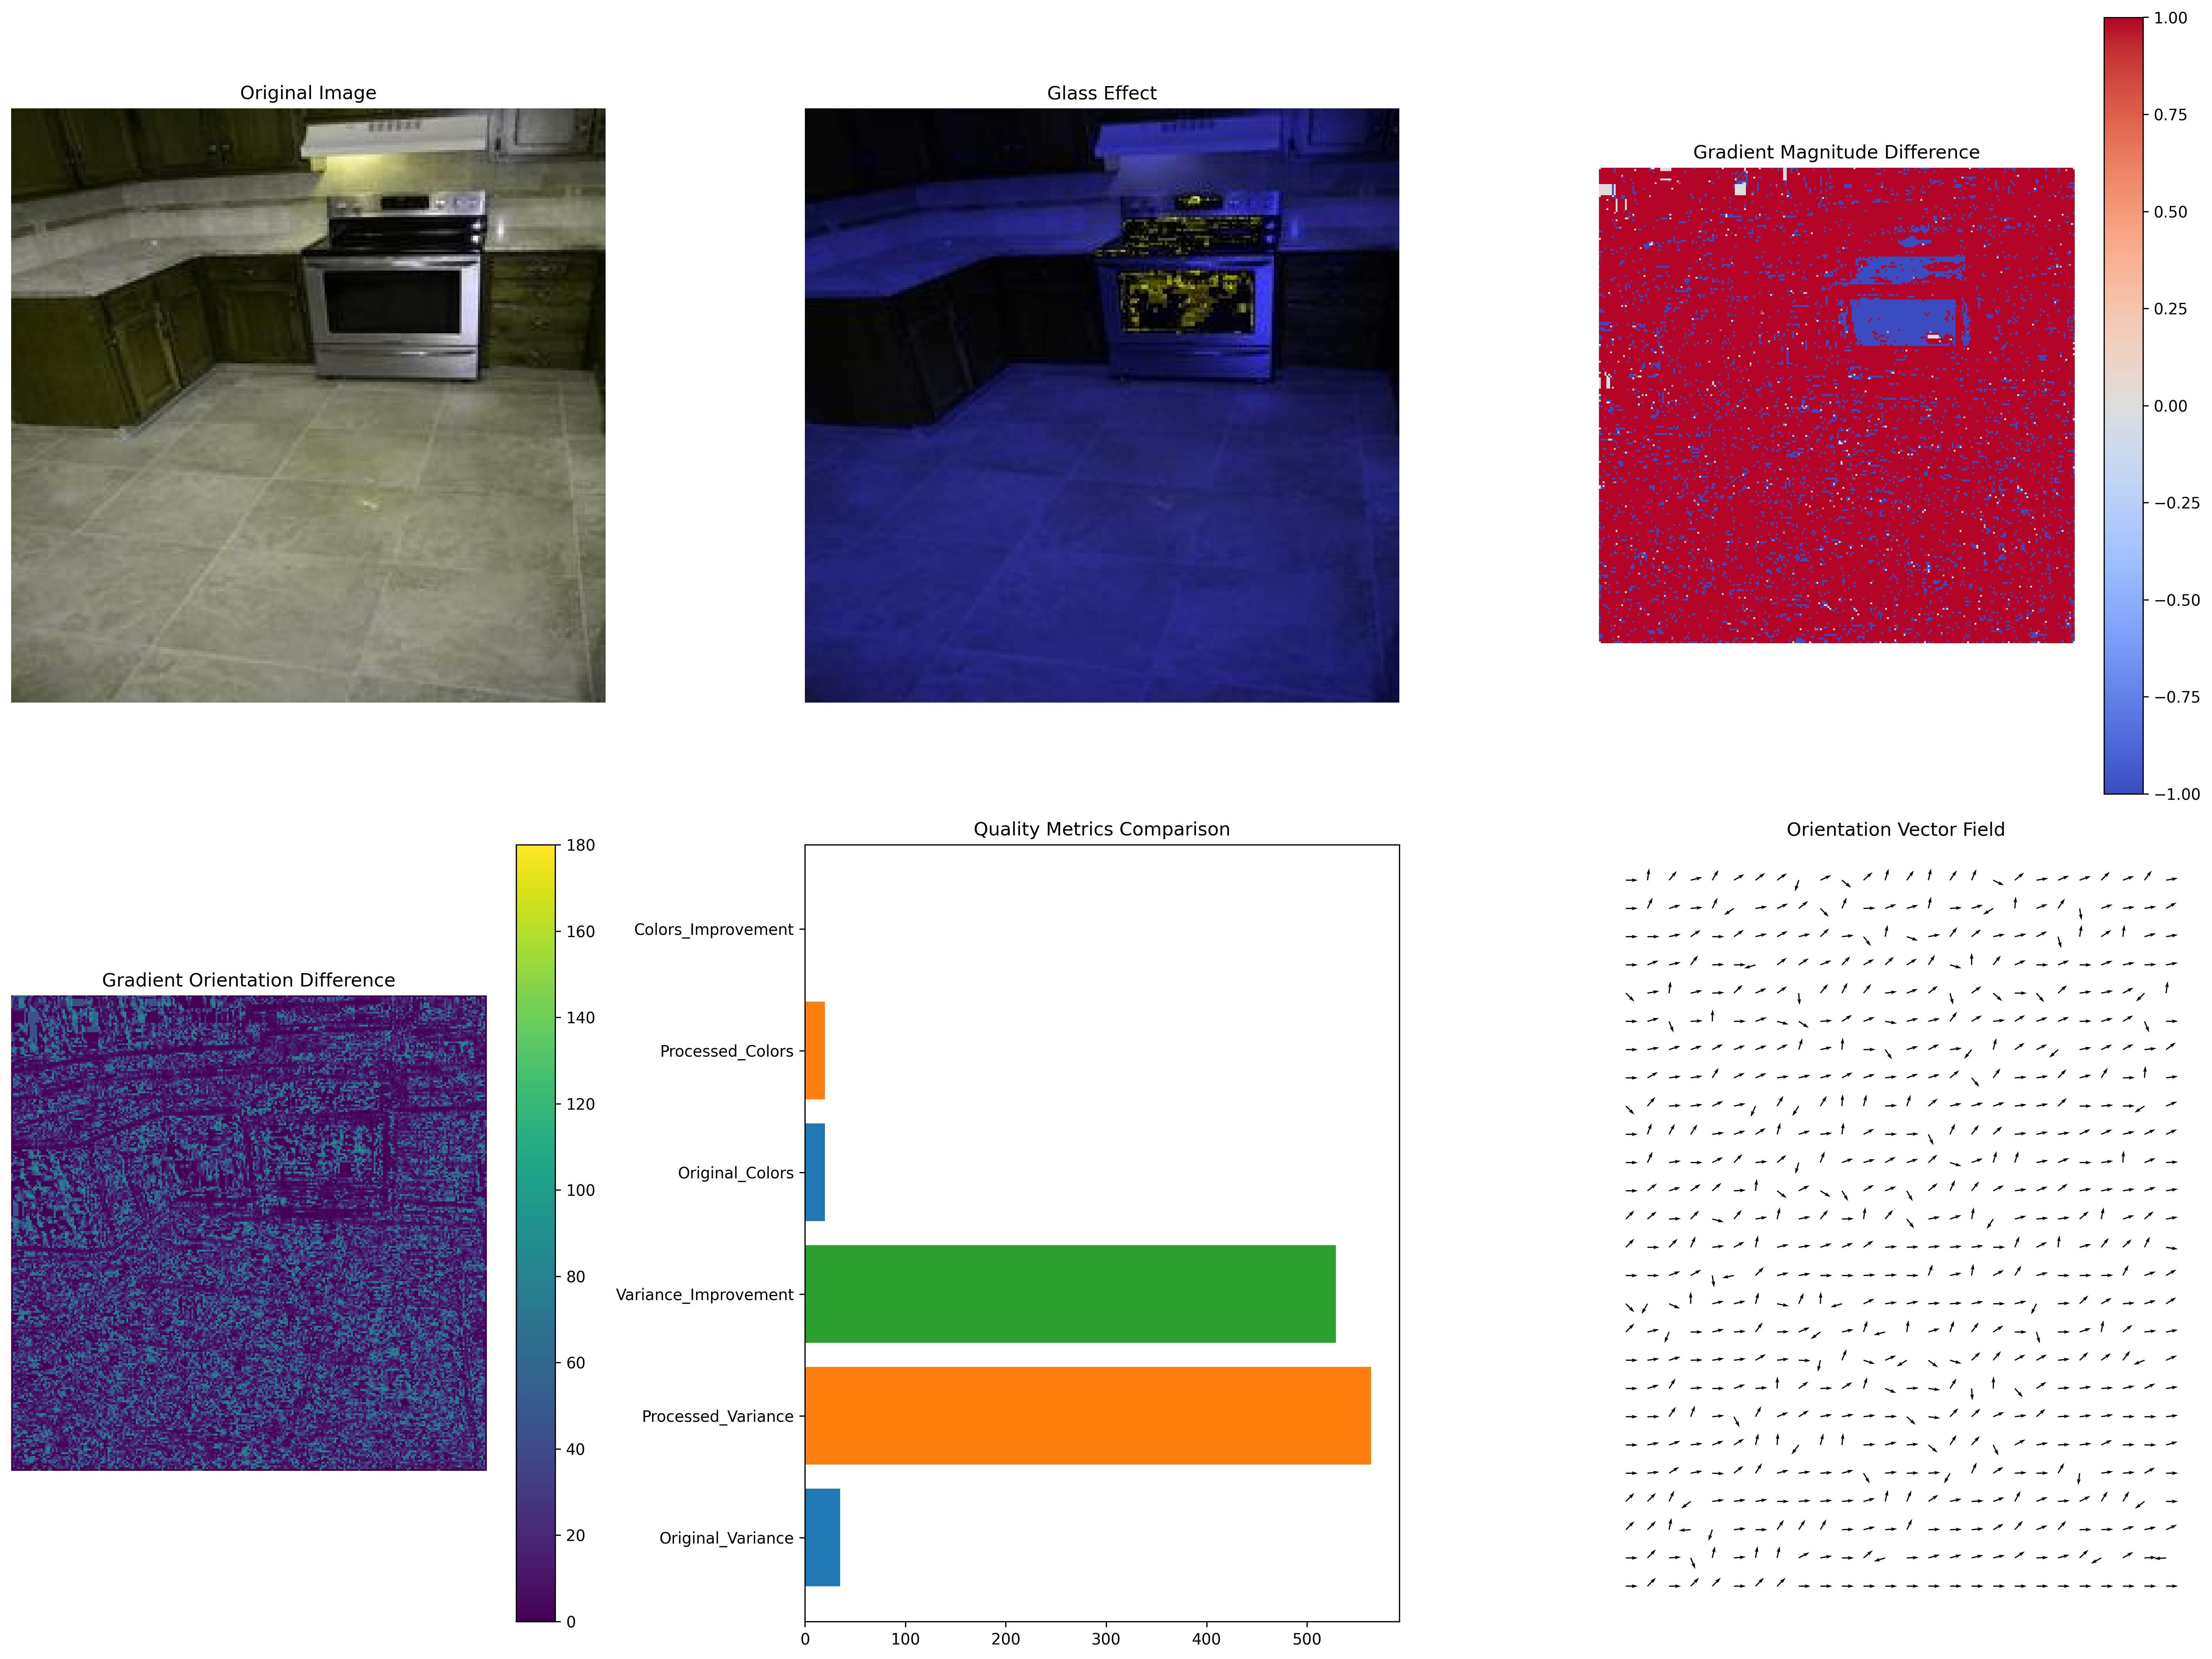 Original Image
Glass Effect
Gradient Magnitude Difference
1.00
0.75
0.50
0.25
0.00
−0.25
−0.50
−0.75
−1.00
Gradient Orientation Difference
180
160
140
120
100
80
60
40
20
0
Quality Metrics Comparison
Colors_Improvement
Processed_Colors
Original_Colors
Variance_Improvement
Processed_Variance
Original_Variance
0 100 200 300 400 500
Orientation Vector Field